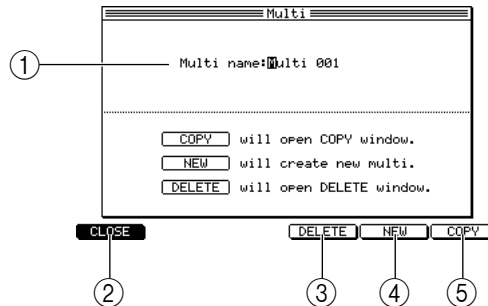 Multi
① Multi name:Multi 001
COPY will open COPY window.
NEW will create new multi.
DELETE will open DELETE window.
CLOSE DELETE NEW COPY
② ③ ④ ⑤